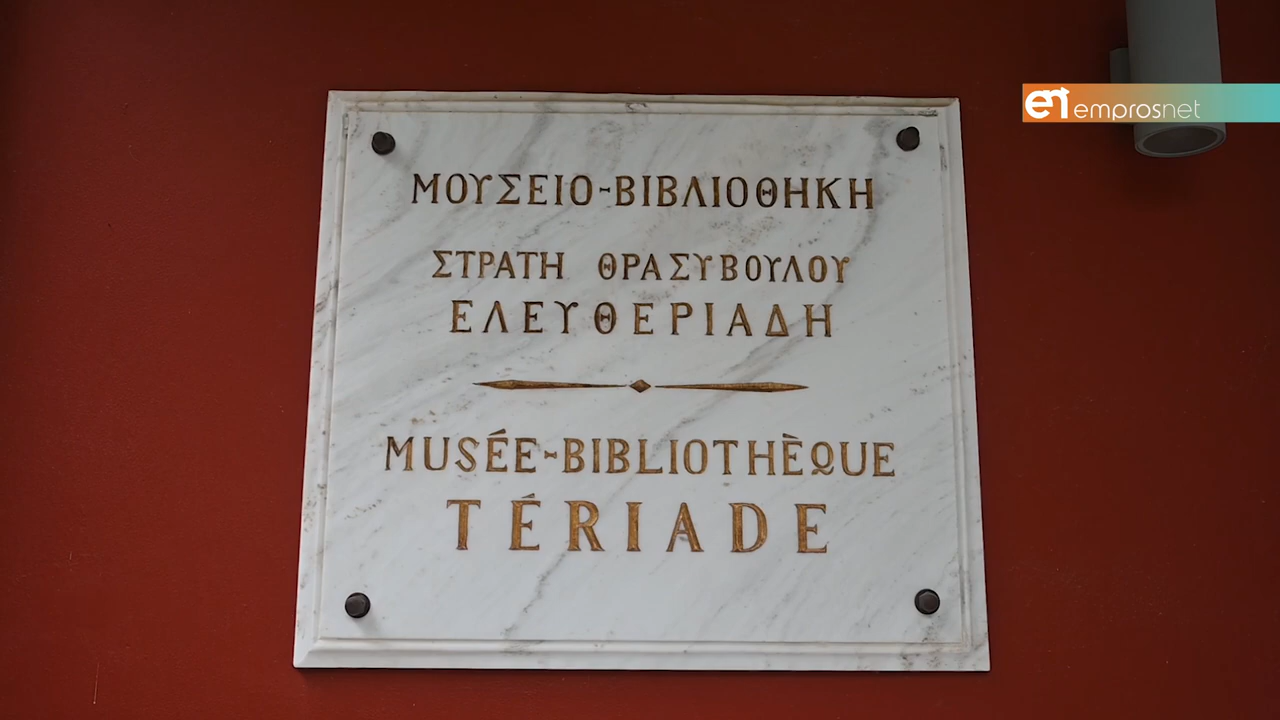 emprosnet
ΜΟΥΣΕΙΟ-ΒΙΒΛΙΟΘΗΚΗ
ΣΤΡΑΤΗ ΘΡΑΣΥΒΟΥΛΟΥ
ΕΛΕΥΘΕΡΙΑΔΗ
MUSÉE-BIBLIOTHÈQUE
TÉRIADE